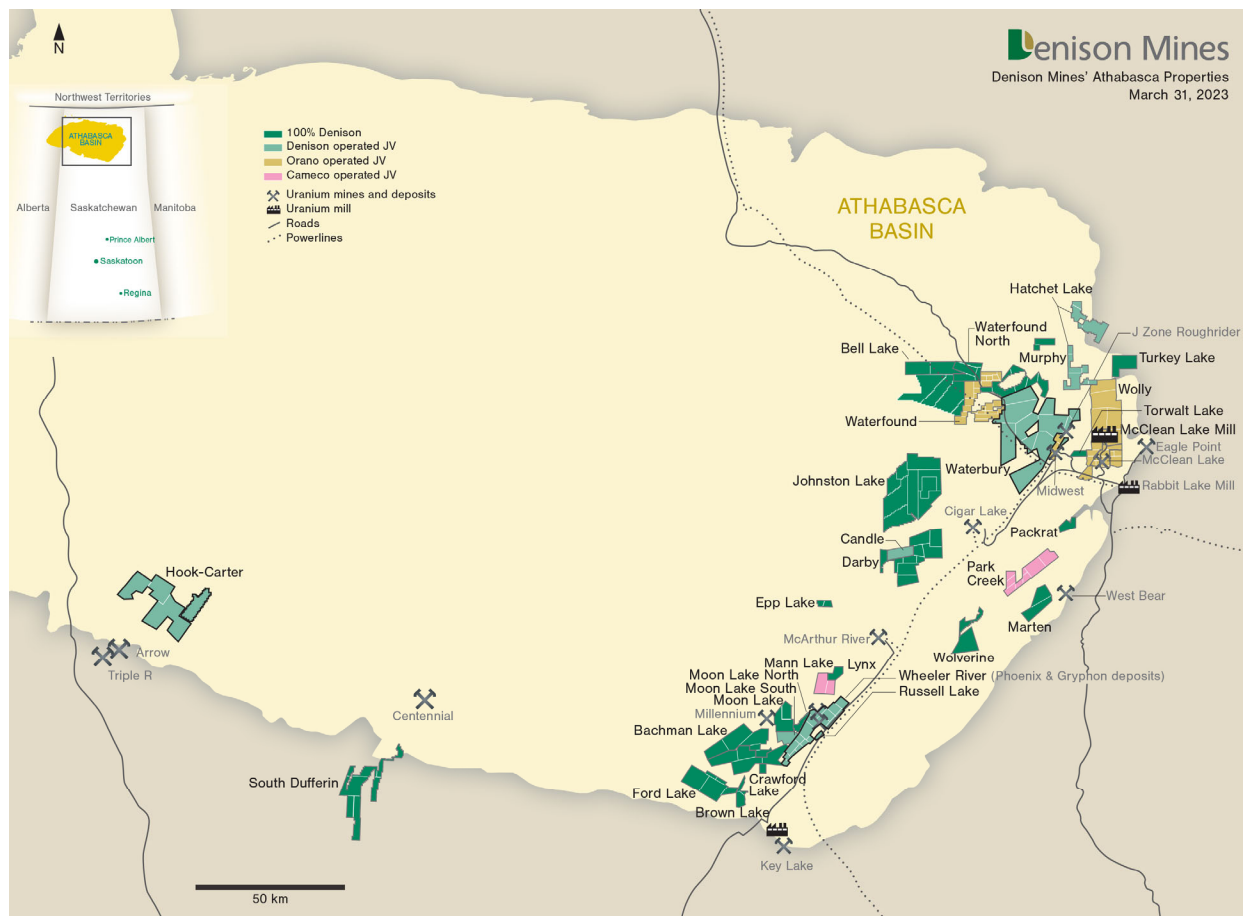 N
Denison Mines
Denison Mines' Athabasca Properties
March 31, 2023
Northwest Territories
ATHABASCA
BASIN
Alberta
Saskatchewan
Manitoba
Prince Albert
Saskatoon
Regina
100% Denison
Denison operated JV
Orano operated JV
Cameco operated JV
Uranium mines and deposits
Uranium mill
Roads
Powerlines
ATHABASCA
BASIN
Hatchet Lake
J Zone Roughrider
Waterfound
North
Murphy
Bell Lake
Turkey Lake
Wolly
Waterfound
Torwalt Lake
McClean Lake Mill
Eagle Point
McClean Lake
Waterbury
Midwest
Rabbit Lake Mill
Johnston Lake
Cigar Lake
Packrat
Candle
Darby
Park
Creek
West Bear
Marten
Epp Lake
McArthur River
Wolverine
Hook-Carter
Arrow
Triple R
Centennial
Mann Lake
Lynx
Moon Lake North
Wheeler River (Phoenix & Gryphon deposits)
Moon Lake South
Russell Lake
Moon Lake
Millennium
Bachman Lake
Crawford
Lake
Ford Lake
Brown Lake
South Dufferin
Key Lake
50 km